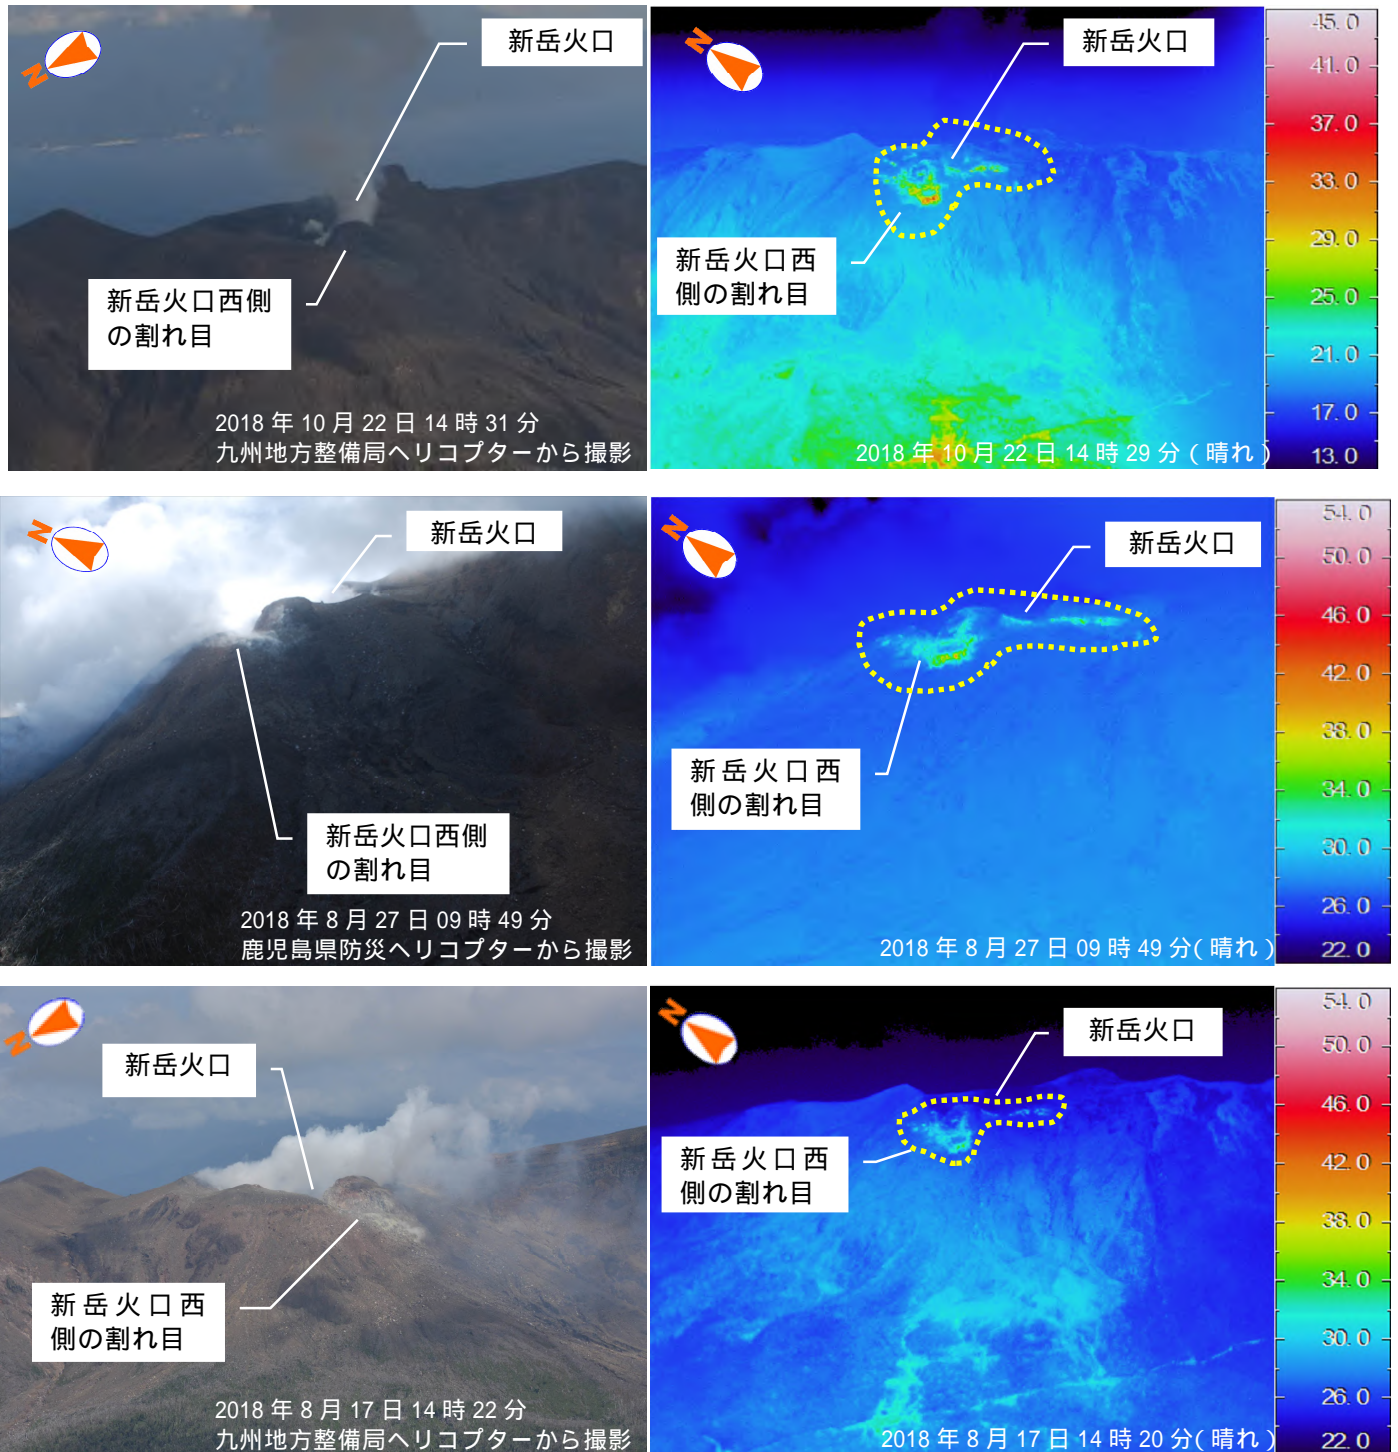 N
新岳火口
新岳火口西側
の割れ目
2018 年 10 月 22 日 14 時 31 分
九州地方整備局ヘリコプターから撮影
N
新岳火口
新岳火口西
側の割れ目
2018 年 10 月 22 日 14 時 29 分 ( 晴れ )
45.0
41.0
37.0
33.0
29.0
25.0
21.0
17.0
13.0
N
新岳火口
新岳火口西側
の割れ目
2018 年 8 月 27 日 09 時 49 分
鹿児島県防災ヘリコプターから撮影
N
新岳火口
新岳火口西
側の割れ目
2018 年 8 月 27 日 09 時 49 分( 晴れ )
54.0
50.0
46.0
42.0
38.0
34.0
30.0
26.0
22.0
N
新岳火口
新岳火口西
側の割れ目
2018 年 8 月 17 日 14 時 22 分
九州地方整備局ヘリコプターから撮影
N
新岳火口
新岳火口西
側の割れ目
2018 年 8 月 17 日 14 時 20 分( 晴れ )
54.0
50.0
46.0
42.0
38.0
34.0
30.0
26.0
22.0